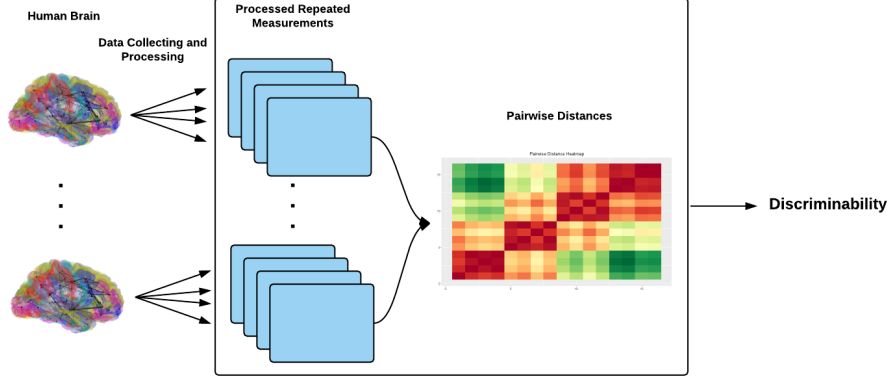 Human Brain
Data Collecting and
Processing
Processed Repeated
Measurements
Pairwise Distances
Pairwise Distance Heatmap
Discriminability